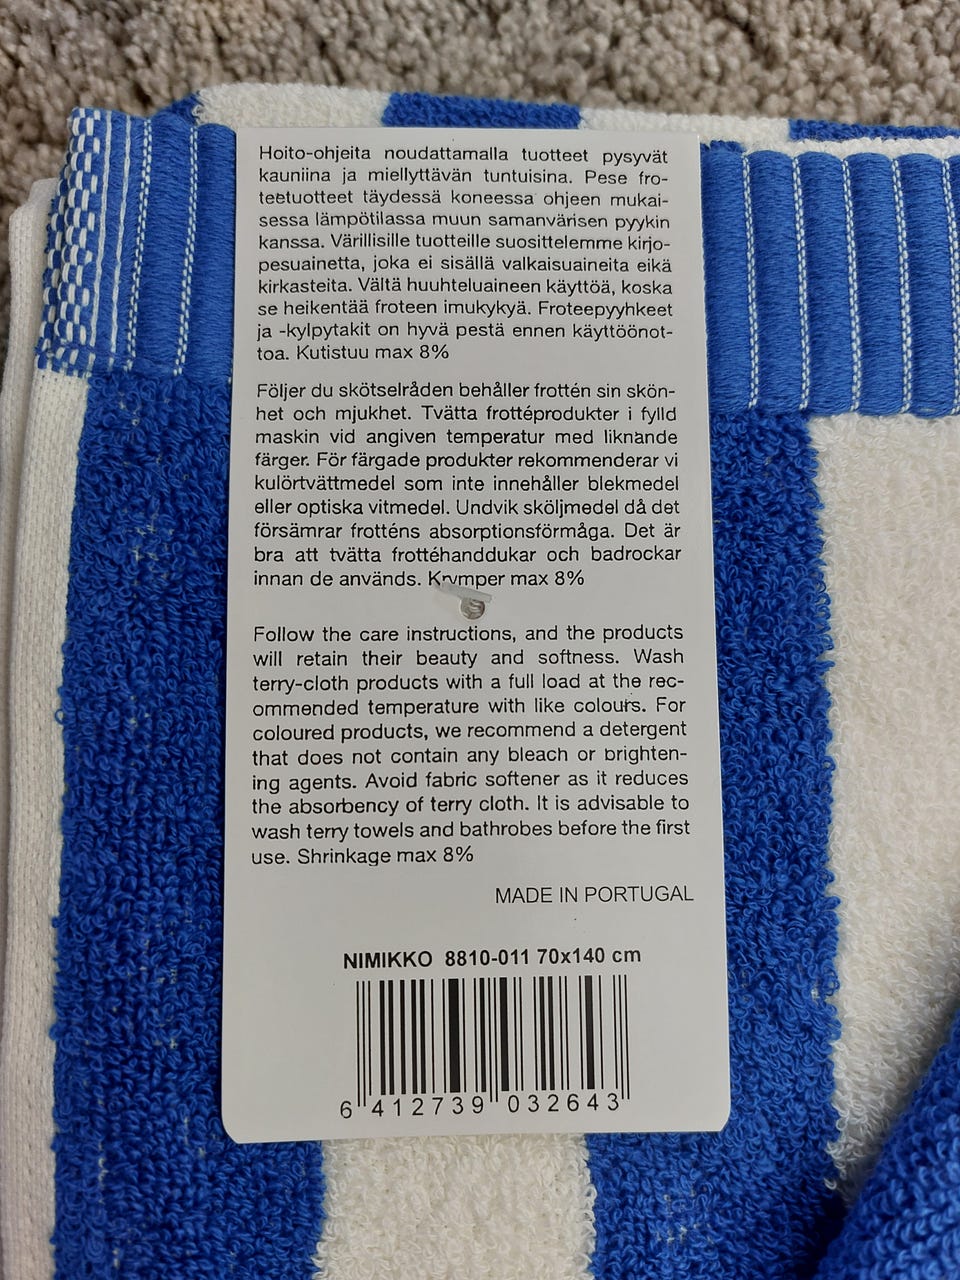 Hoito-ohjeita noudattamalla tuotteet pysyvät
kauniina ja miellyttävän tuntuisina. Pese fro-
teetuotteet täydessä koneessa ohjeen mukai-
sessa lämpötilassa muun samanvärisen pyykin
kanssa. Värillisille tuotteille suosittelemme kirjo-
pesuainetta, joka ei sisällä valkaisuaineita eikä
kirkasteita. Vältä huuhteluaineen käyttöä, koska
se heikentää froteen imukykyä. Froteepyyhkeet
ja -kylpytakit on hyvä pestä ennen käyttöönot-
toa. Kutistuu max 8%
Följer du skötselråden behåller frottén sin skön-
het och mjukhet. Tvätta frottéprodukter i fylld
maskin vid angiven temperatur med liknande
färger. För färgade produkter rekommenderar vi
kulörtvättmedel som inte innehåller blekmedel
eller optiska vitmedel. Undvik sköljmedel då det
försämrar frotténs absorptionsförmåga. Det är
bra att tvätta frottéhanddukar och badrockar
innan de används. Krymper max 8%
Follow the care instructions, and the products
will retain their beauty and softness. Wash
terry-cloth products with a full load at the rec-
ommended temperature with like colours. For
coloured products, we recommend a detergent
that does not contain any bleach or brighten-
ing agents. Avoid fabric softener as it reduces
the absorbency of terry cloth. It is advisable to
wash terry towels and bathrobes before the first
use. Shrinkage max 8%
MADE IN PORTUGAL
NIMIKKO 8810-011 70x140 cm
6 412739 032643